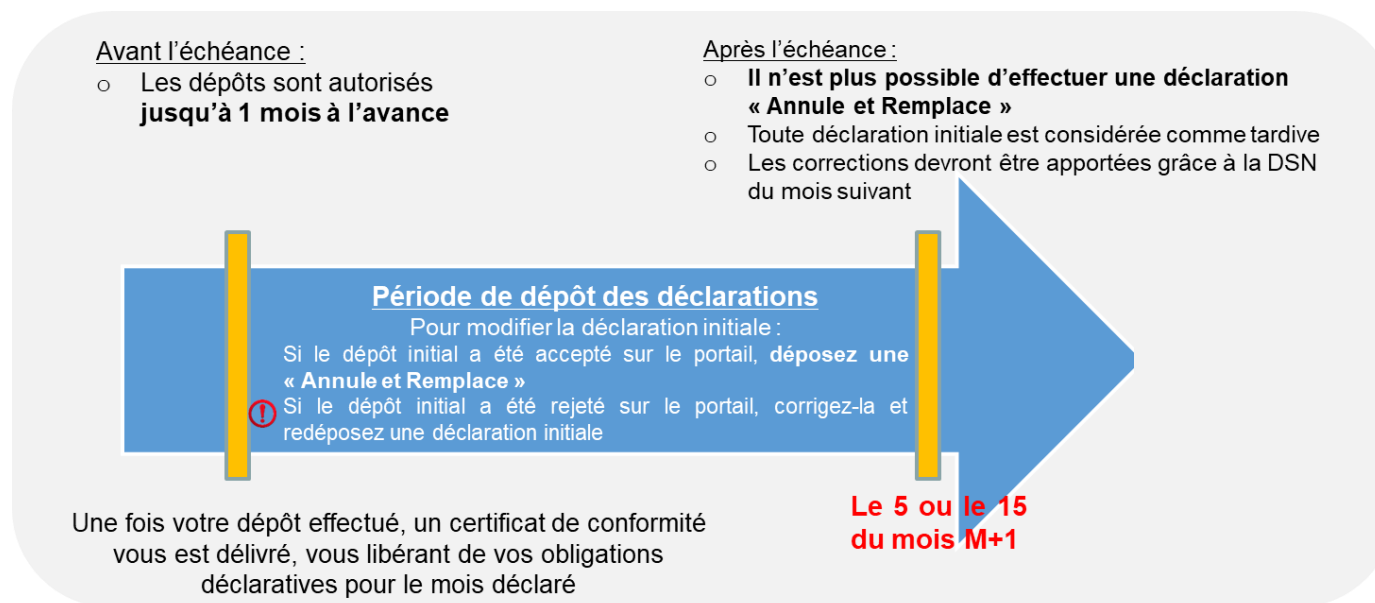 Avant l’échéance :
o Les dépôts sont autorisés
jusqu’à 1 mois à l’avance
Après l’échéance :
o Il n’est plus possible d’effectuer une déclaration
« Annule et Remplace »
o Toute déclaration initiale est considérée comme tardive
o Les corrections devront être apportées grâce à la DSN
du mois suivant
Période de dépôt des déclarations
Pour modifier la déclaration initiale :
Si le dépôt initial a été accepté sur le portail, déposez une
« Annule et Remplace »
! Si le dépôt initial a été rejeté sur le portail, corrigez-la et
redéposez une déclaration initiale
Une fois votre dépôt effectué, un certificat de conformité
vous est délivré, vous libérant de vos obligations
déclaratives pour le mois déclaré
Le 5 ou le 15
du mois M+1